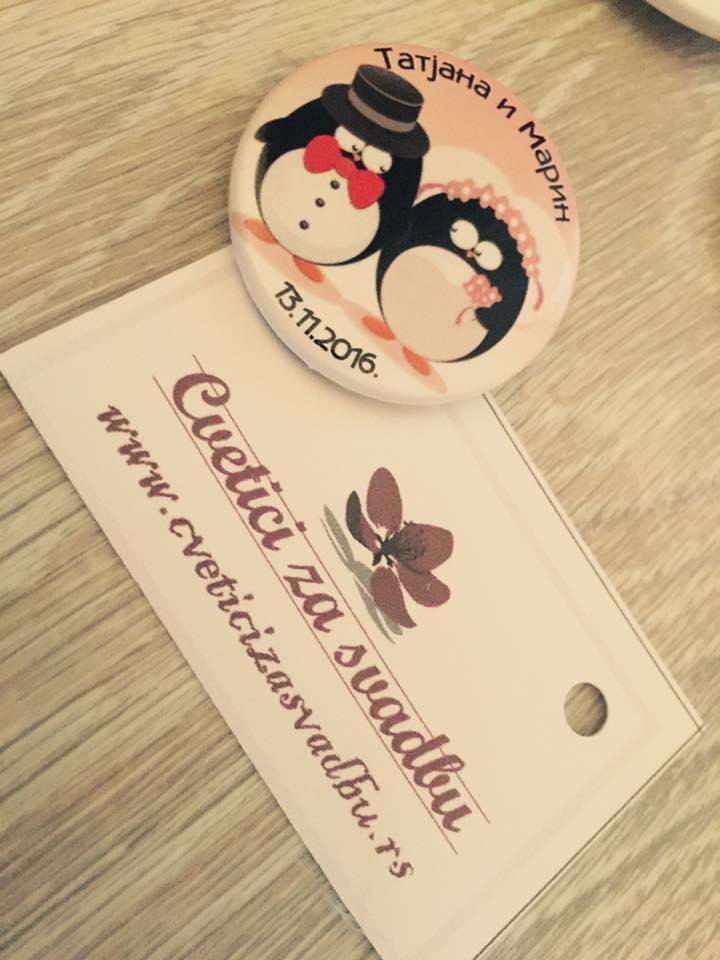 Татјана и Марин
13.11.2016.
Cvetici za svadbu
www.cveticizasvadbu.rs